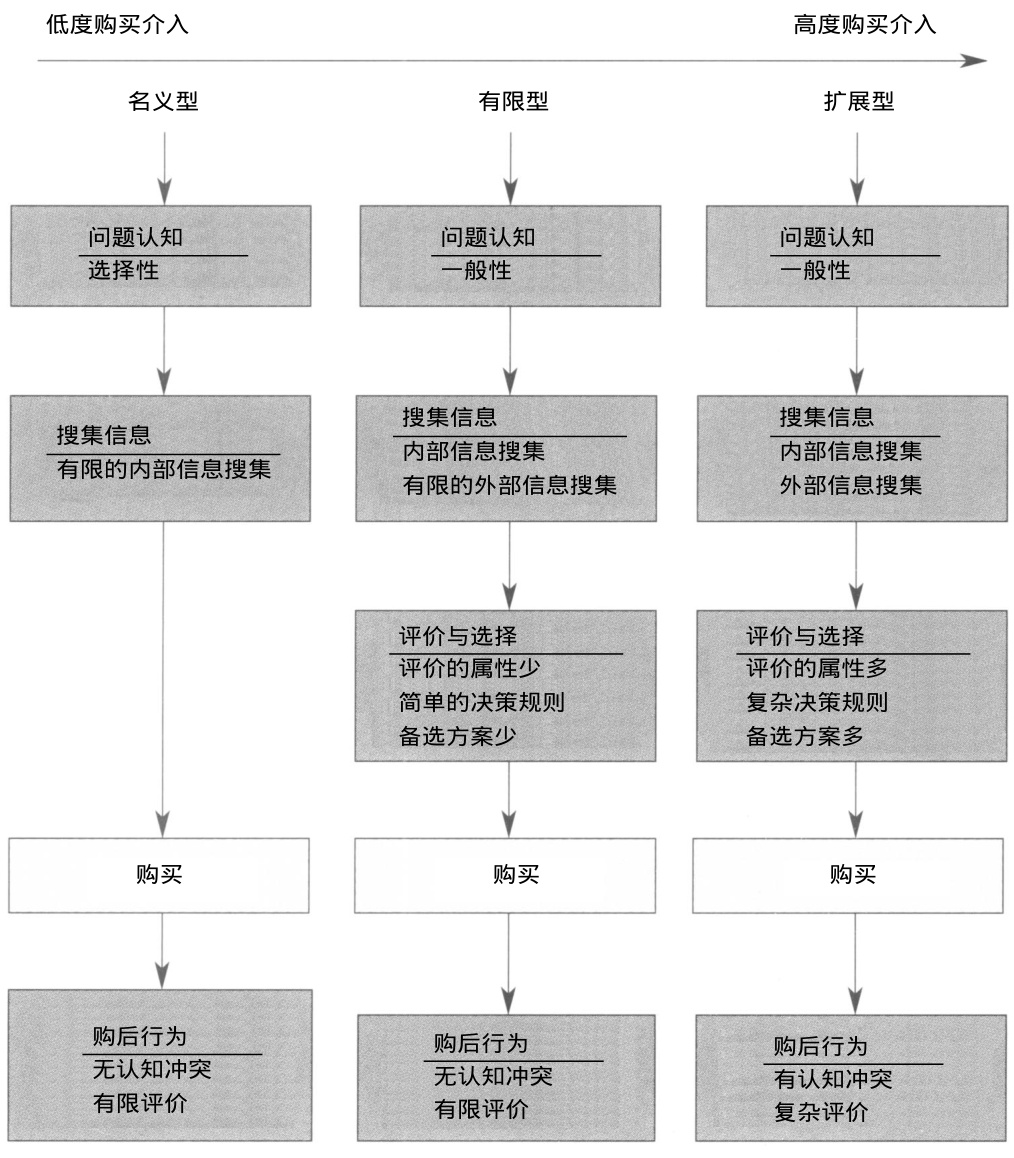 低度购买介入
高度购买介入
名义型
有限型
扩展型
问题认知
选择性
问题认知
一般性
问题认知
一般性
搜集信息
有限的内部信息搜集
搜集信息
内部信息搜集
有限的外部信息搜集
搜集信息
内部信息搜集
外部信息搜集
评价与选择
评价的属性少
简单的决策规则
备选方案少
评价与选择
评价的属性多
复杂决策规则
备选方案多
购买
购买
购买
购后行为
无认知冲突
有限评价
购后行为
无认知冲突
有限评价
购后行为
有认知冲突
复杂评价